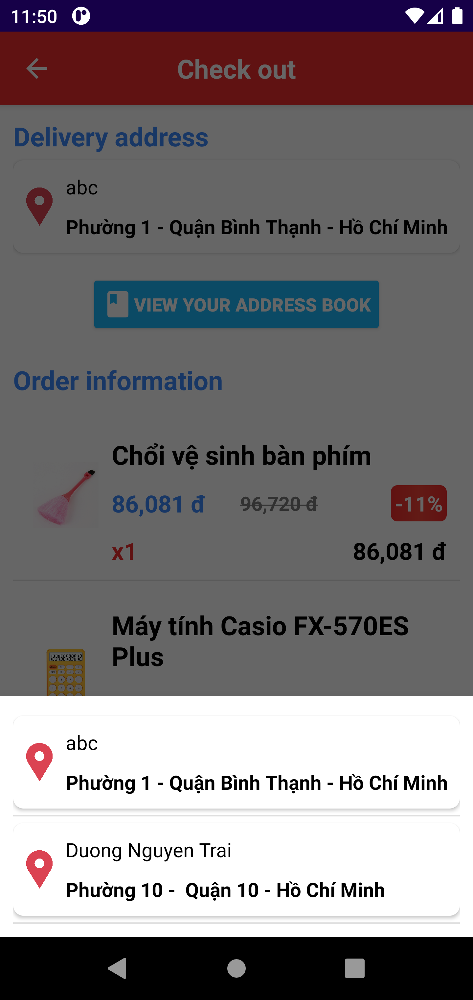 11:50
Check out
Delivery address
abc
Phường 1 - Quận Bình Thạnh - Hồ Chí Minh
VIEW YOUR ADDRESS BOOK
Order information
Chổi vệ sinh bàn phím
86,081 đ 96,720 đ -11%
x1 86,081 đ
Máy tính Casio FX-570ES
Plus
123456789012
abc
Phường 1 - Quận Bình Thạnh - Hồ Chí Minh
Duong Nguyen Trai
Phường 10 -  Quận 10 - Hồ Chí Minh